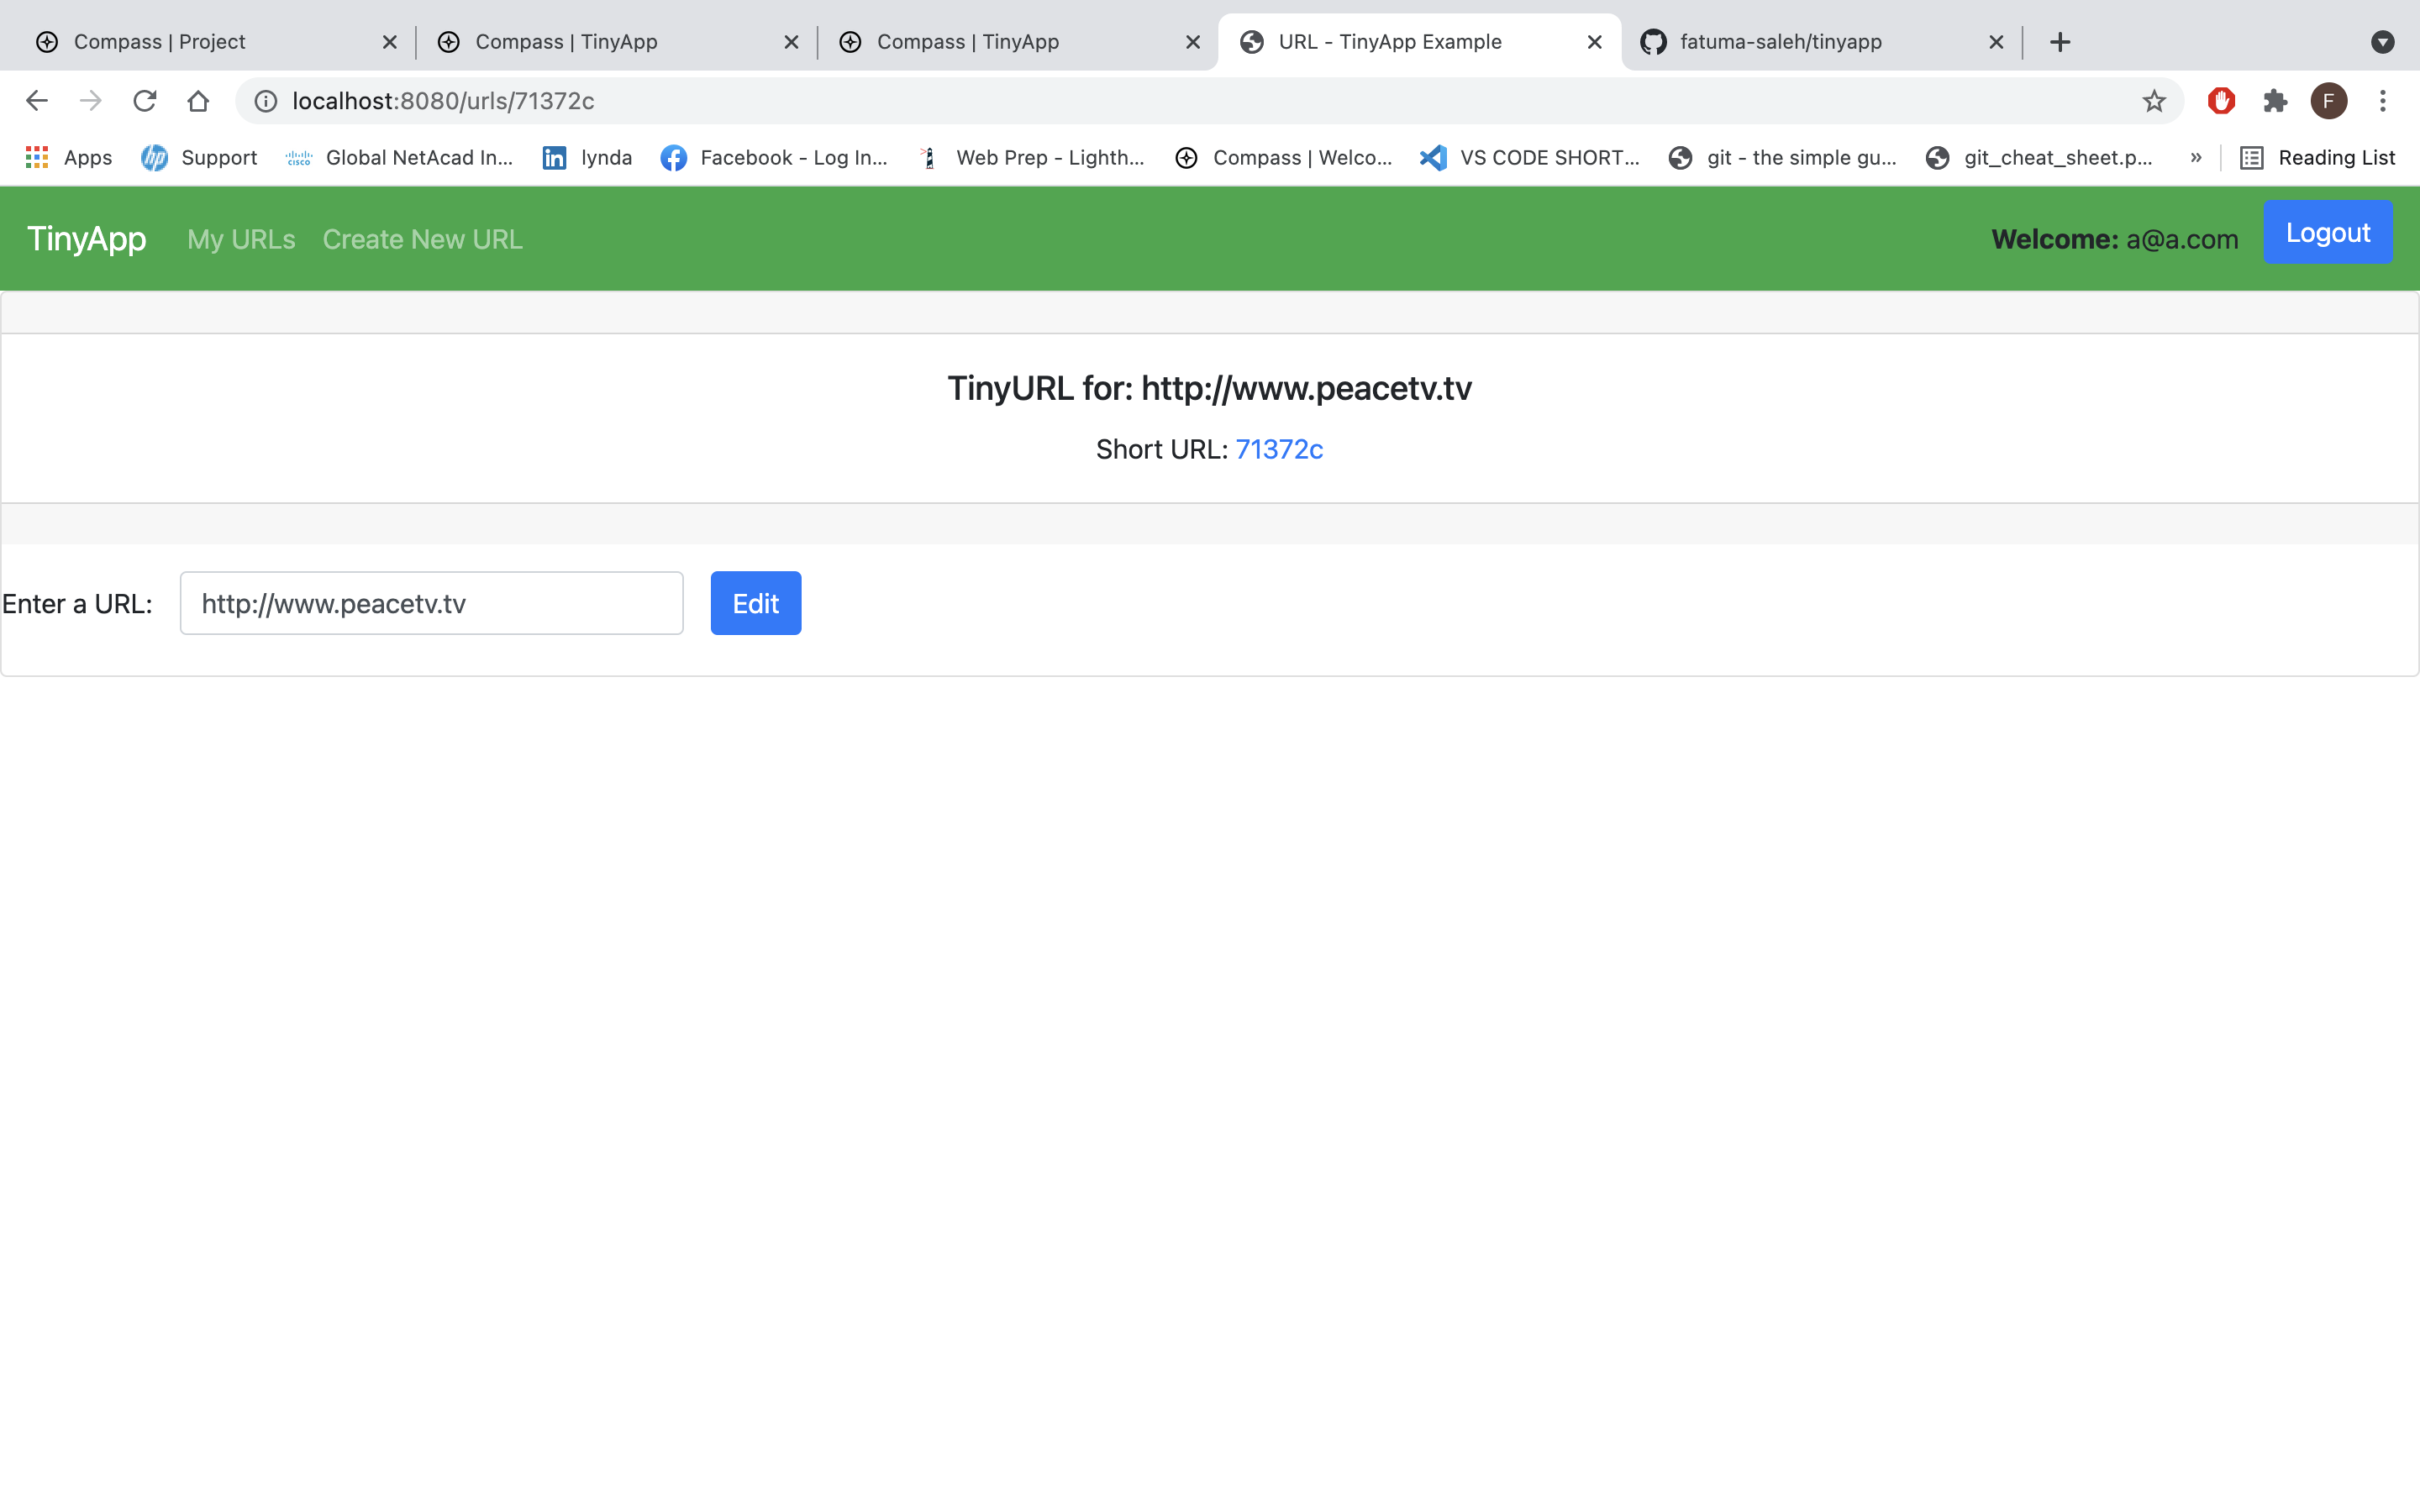 Compass | Project
Compass | TinyApp
Compass | TinyApp
URL - TinyApp Example
fatuma-saleh/tinyapp
localhost:8080/urls/71372c
F
Apps
hp
Support
cisco
Global NetAcad In...
in
lynda
Facebook - Log In...
Web Prep - Lighth...
Compass | Welco...
VS CODE SHORT...
git - the simple gu...
git_cheat_sheet.p...
»
Reading List
TinyApp
My URLs
Create New URL
Welcome: a@a.com
Logout
TinyURL for: http://www.peacetv.tv
Short URL: 71372c
Enter a URL:
http://www.peacetv.tv
Edit